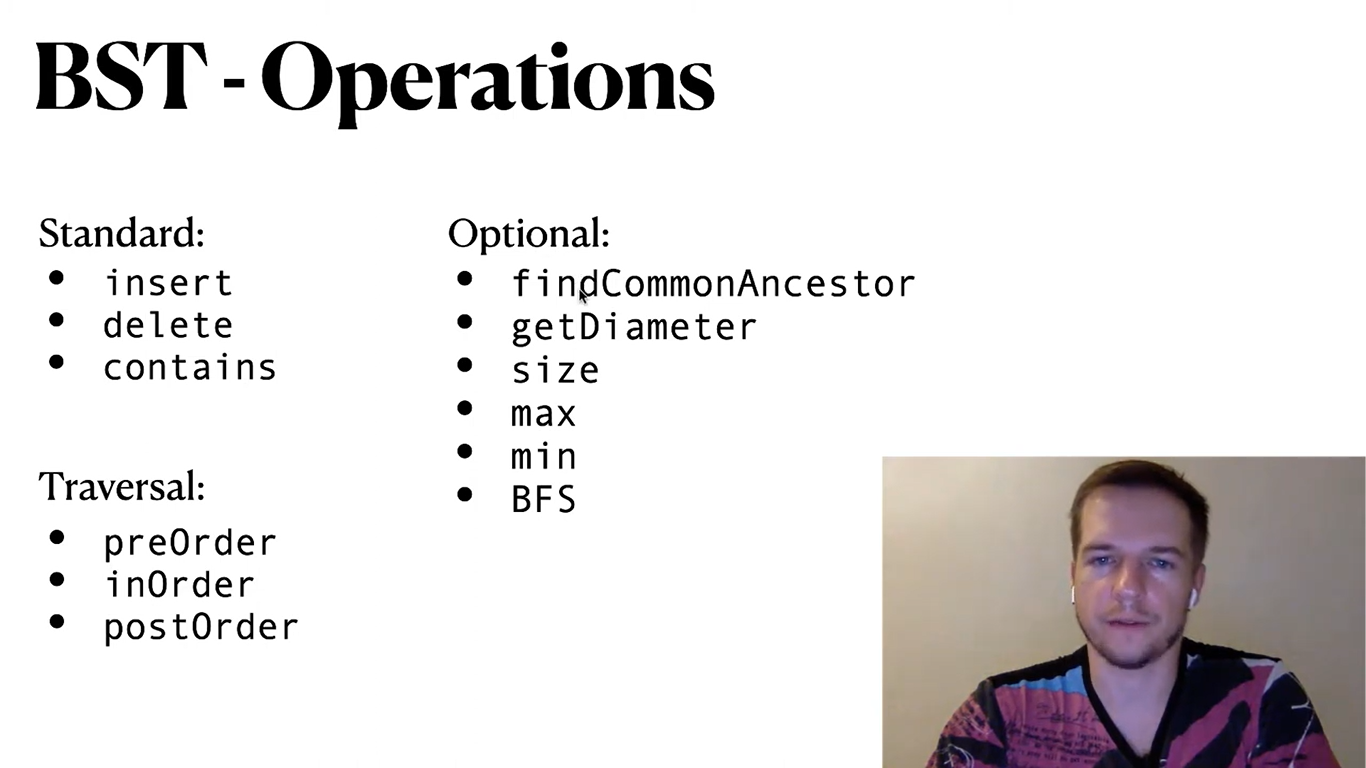 BST - Operations
Standard:
• insert
• delete
• contains
Traversal:
• preOrder
• inOrder
• postOrder
Optional:
• findCommonAncestor
• getDiameter
• size
• max
• min
• BFS